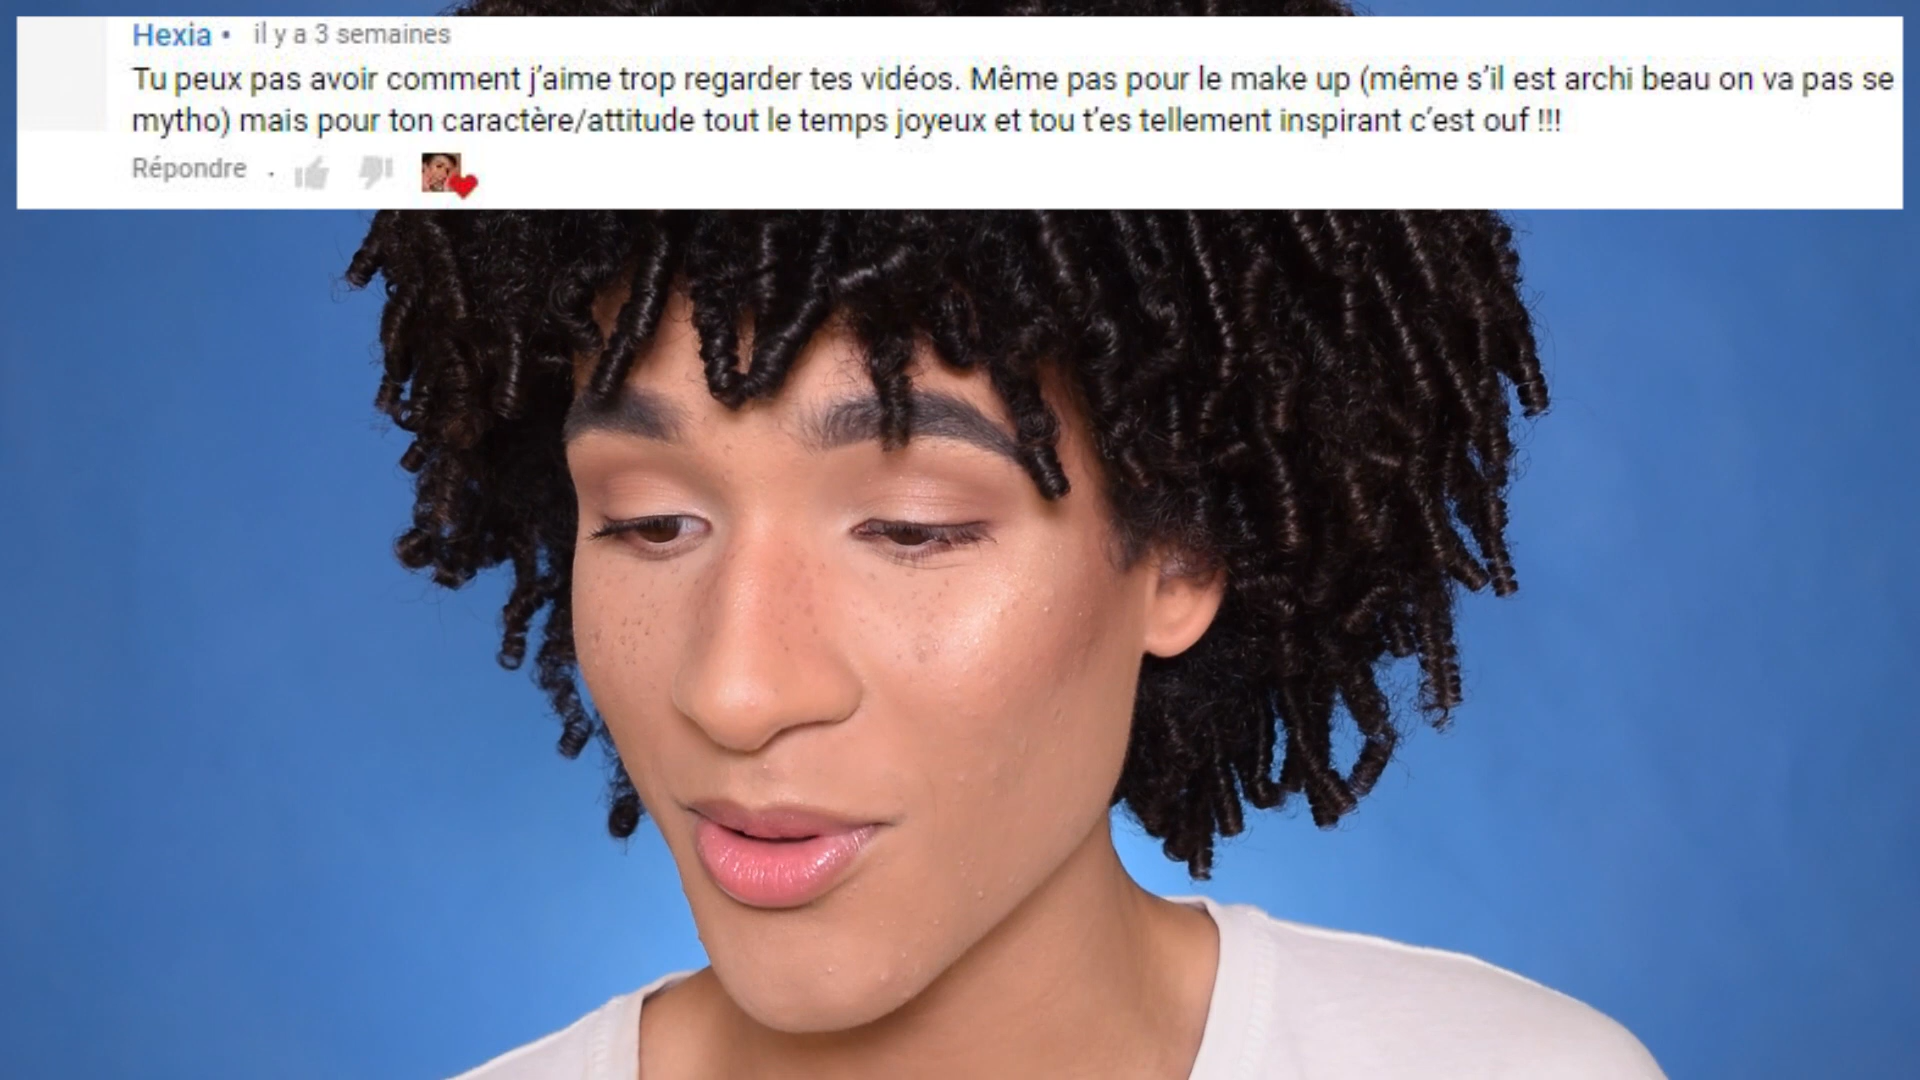 Hexia • il y a 3 semaines
Tu peux pas avoir comment j’aime trop regarder tes vidéos. Même pas pour le make up (même s’il est archi beau on va pas se
mytho) mais pour ton caractère/attitude tout le temps joyeux et tou t’es tellement inspirant c’est ouf !!!
Répondre .